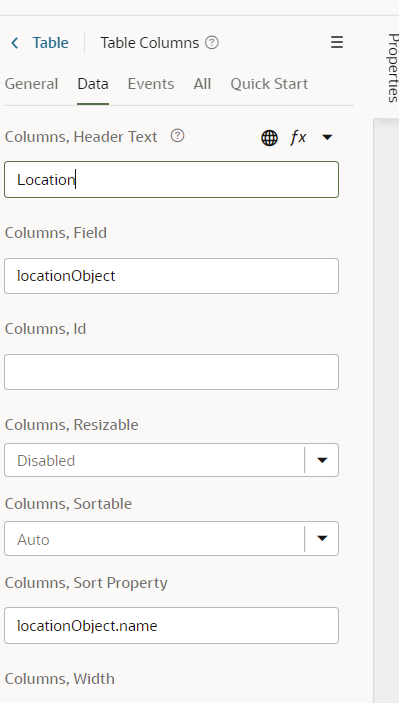 Table
Table Columns
Properties
General Data Events All Quick Start
Columns, Header Text
fx
Location
Columns, Field
locationObject
Columns, Id
Columns, Resizable
Disabled
Columns, Sortable
Auto
Columns, Sort Property
locationObject.name
Columns, Width